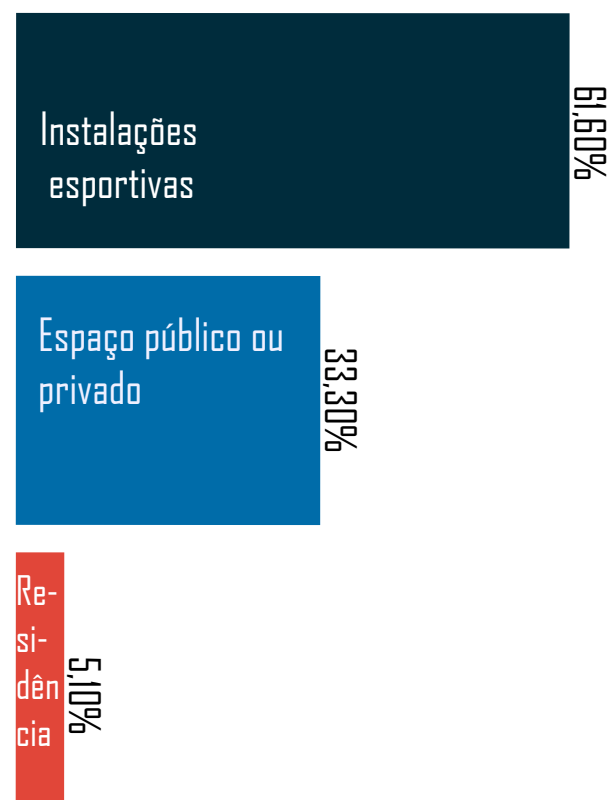 Instalações
esportivas
61,60%
Espaço público ou
privado
33,30%
Re-
si-
dên
cia
5,10%